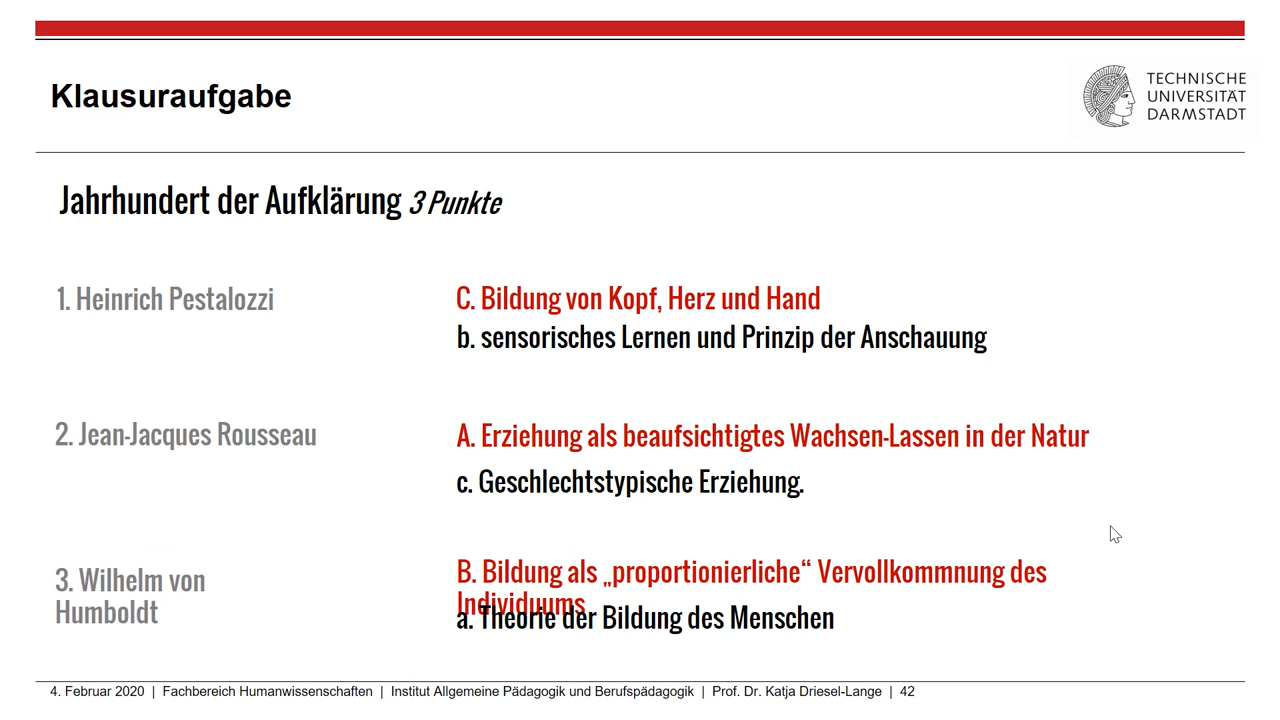 Klausuraufgabe
TECHNISCHE
UNIVERSITÄT
DARMSTADT
Jahrhundert der Aufklärung 3 Punkte
1. Heinrich Pestalozzi
C. Bildung von Kopf, Herz und Hand
b. sensorisches Lernen und Prinzip der Anschauung
2. Jean-Jacques Rousseau
A. Erziehung als beaufsichtigtes Wachsen-Lassen in der Natur
c. Geschlechtstypische Erziehung.
3. Wilhelm von
Humboldt
B. Bildung als „proportionierliche“ Vervollkommnung des
Individuums
a. Theorie der Bildung des Menschen
4. Februar 2020 | Fachbereich Humanwissenschaften | Institut Allgemeine Pädagogik und Berufspädagogik | Prof. Dr. Katja Driesel-Lange | 42